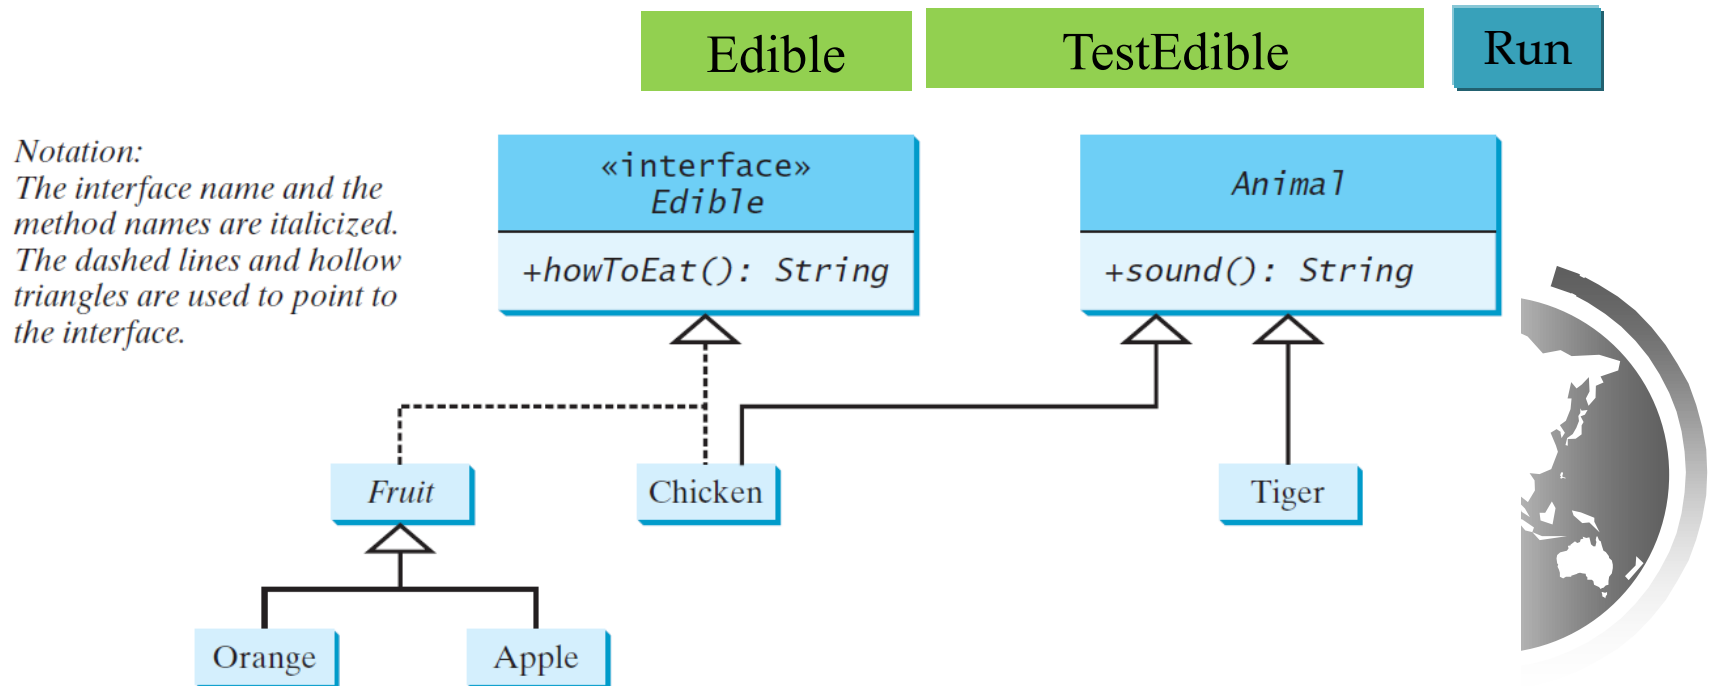 Edible
TestEdible
Run
Notation:
The interface name and the
method names are italicized.
The dashed lines and hollow
triangles are used to point to
the interface.
«interface»
Edible
+howToEat(): String
Animal
+sound(): String
Fruit
Chicken
Tiger
Orange
Apple